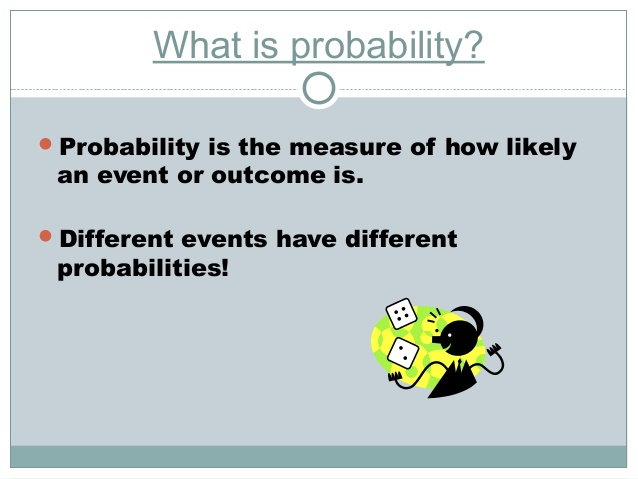 What is probability?
Probability is the measure of how likely
an event or outcome is.
Different events have different
probabilities!